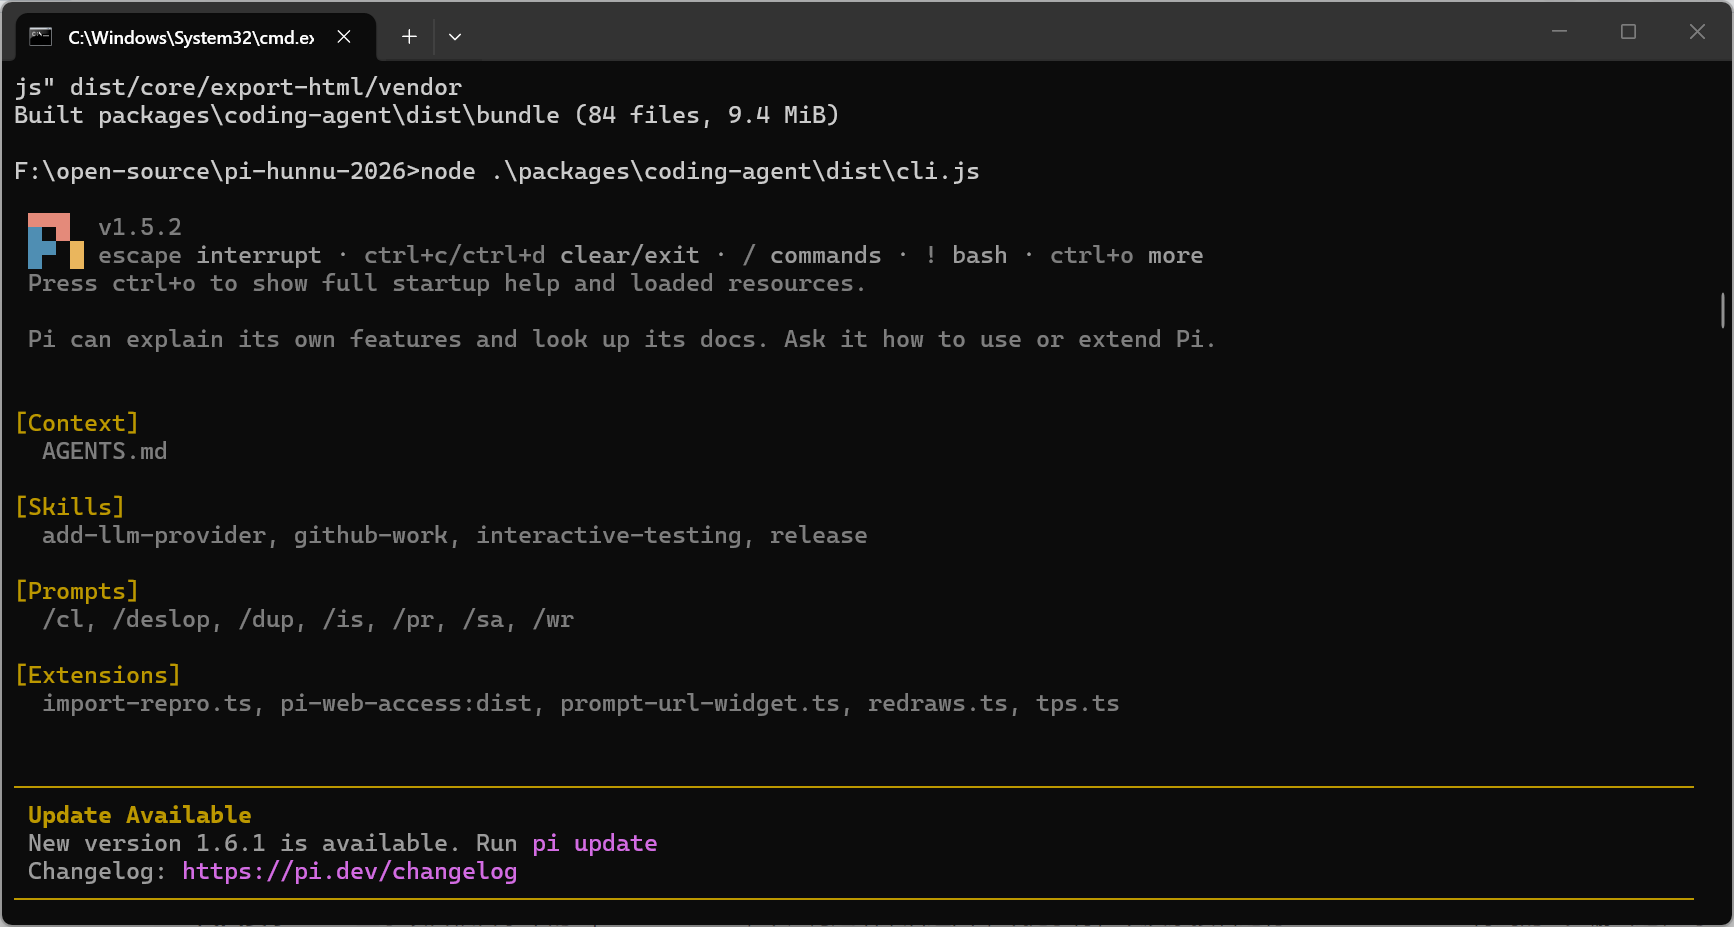 C:\Windows\System32\cmd.ex
js" dist/core/export-html/vendor
Built packages\coding-agent\dist\bundle (84 files, 9.4 MiB)
F:\open-source\pi-hunnu-2026>node .\packages\coding-agent\dist\cli.js
v1.5.2
escape interrupt · ctrl+c/ctrl+d clear/exit · / commands · ! bash · ctrl+o more
Press ctrl+o to show full startup help and loaded resources.
Pi can explain its own features and look up its docs. Ask it how to use or extend Pi.
[Context]
AGENTS.md
[Skills]
add-llm-provider, github-work, interactive-testing, release
[Prompts]
/cl, /deslop, /dup, /is, /pr, /sa, /wr
[Extensions]
import-repro.ts, pi-web-access:dist, prompt-url-widget.ts, redraws.ts, tps.ts
Update Available
New version 1.6.1 is available. Run pi update
Changelog: https://pi.dev/changelog